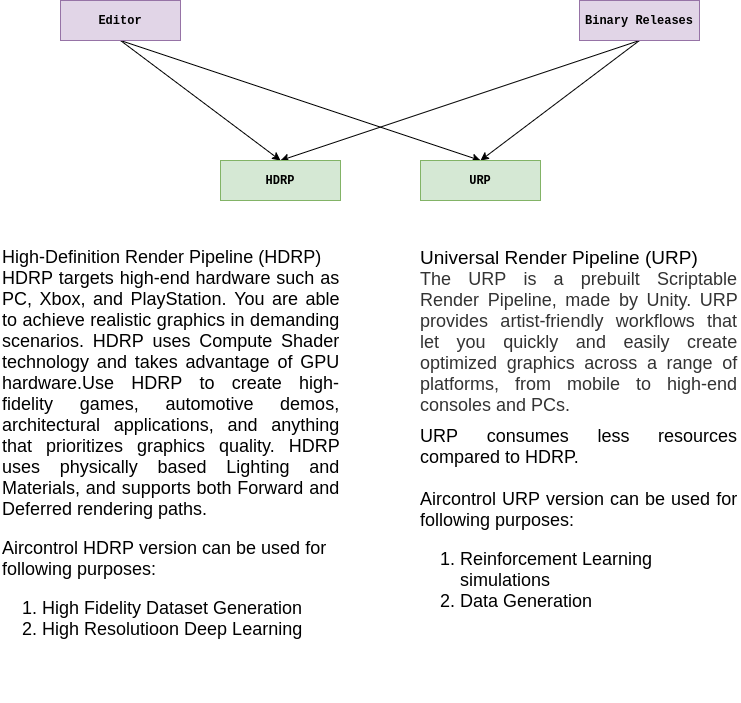 Editor
Binary Releases
HDRP
URP
High-Definition Render Pipeline (HDRP)
HDRP targets high-end hardware such as
PC, Xbox, and PlayStation. You are able
to achieve realistic graphics in demanding
scenarios. HDRP uses Compute Shader
technology and takes advantage of GPU
hardware.Use HDRP to create high-
fidelity games, automotive demos,
architectural applications, and anything
that prioritizes graphics quality. HDRP
uses physically based Lighting and
Materials, and supports both Forward and
Deferred rendering paths.
Aircontrol HDRP version can be used for
following purposes:
1. High Fidelity Dataset Generation
2. High Resolutioon Deep Learning
Universal Render Pipeline (URP)
The URP is a prebuilt Scriptable
Render Pipeline, made by Unity. URP
provides artist-friendly workflows that
let you quickly and easily create
optimized graphics across a range of
platforms, from mobile to high-end
consoles and PCs.
URP consumes less resources
compared to HDRP.
Aircontrol URP version can be used for
following purposes:
1. Reinforcement Learning
simulations
2. Data Generation